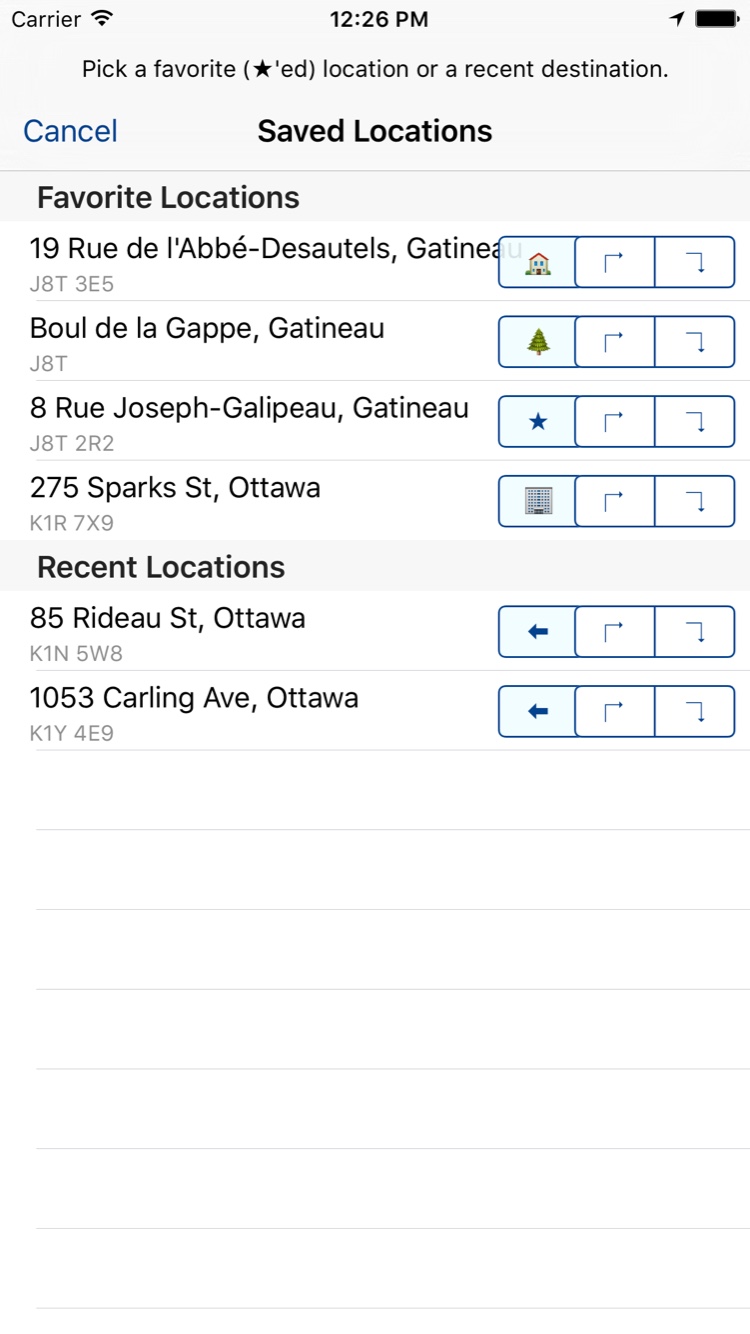 Carrier 12:26 PM
Pick a favorite (★'ed) location or a recent destination.
Cancel Saved Locations
Favorite Locations
19 Rue de l'Abbé-Desautels, Gatineau
J8T 3E5
Boul de la Gappe, Gatineau
J8T
8 Rue Joseph-Galipeau, Gatineau
J8T 2R2
275 Sparks St, Ottawa
K1R 7X9
Recent Locations
85 Rideau St, Ottawa
K1N 5W8
1053 Carling Ave, Ottawa
K1Y 4E9